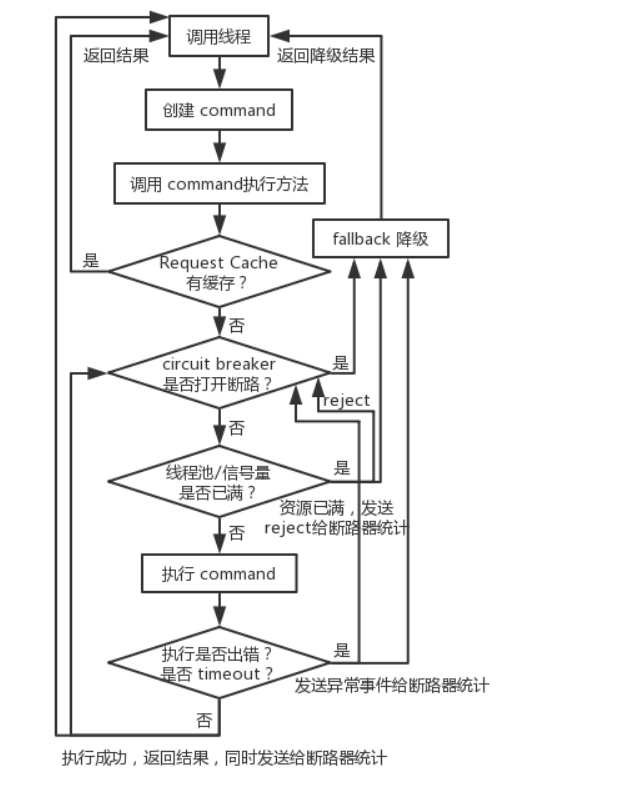 调用线程
返回结果
返回降级结果
创建 command
调用 command执行方法
fallback 降级
是
Request Cache
有缓存？
否
circuit breaker
是否打开断路？
是
reject
否
线程池/信号量
是否已满？
是
资源已满，发送
reject给断路器统计
否
执行 command
执行是否出错？
是否 timeout？
是
发送异常事件给断路器统计
否
执行成功，返回结果，同时发送给断路器统计